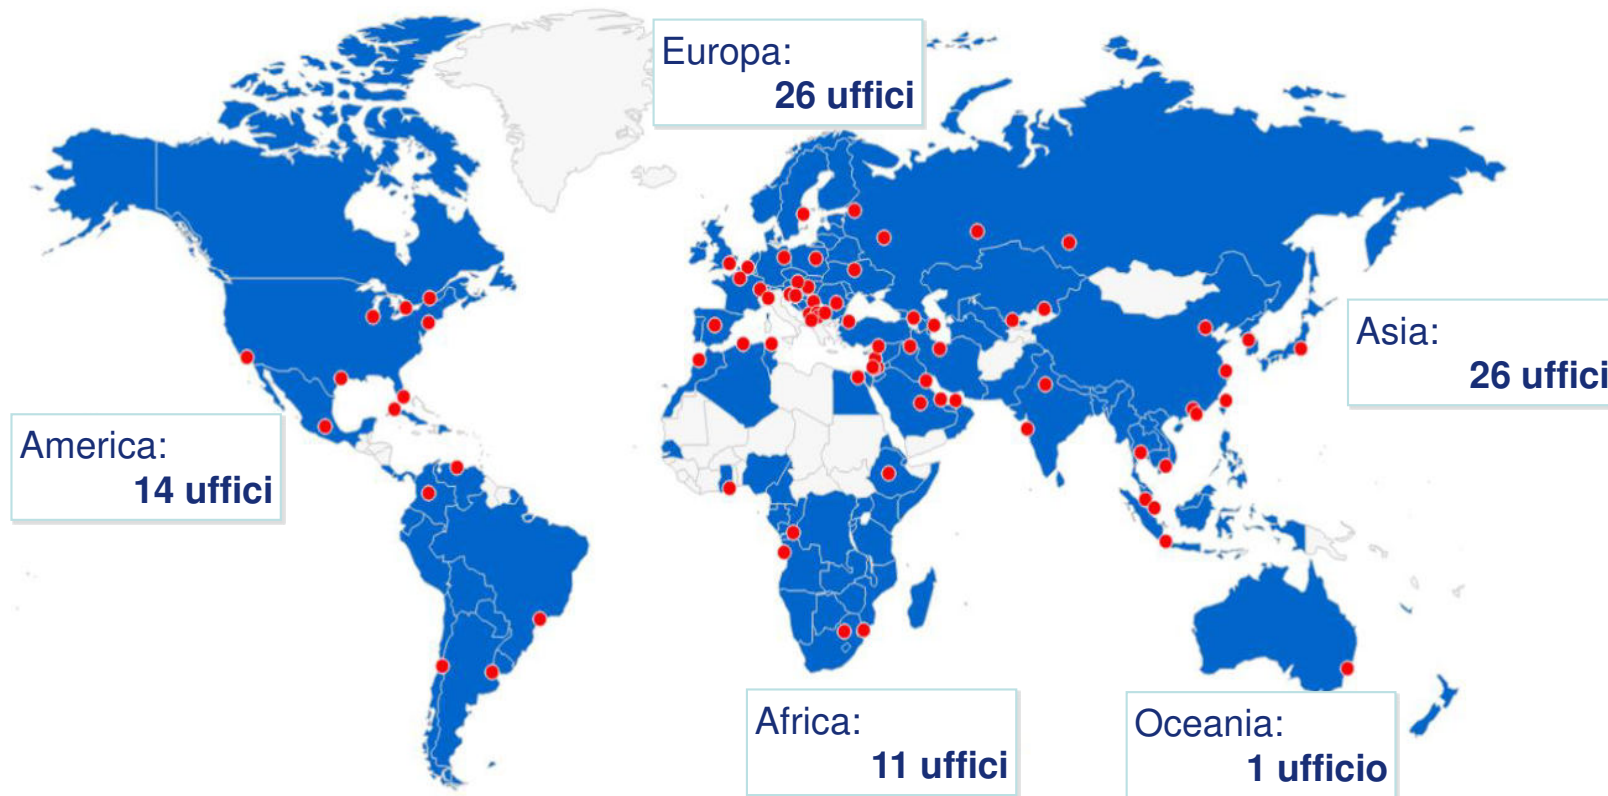 Europa:
26 uffici
Asia:
26 uffici
America:
14 uffici
Africa:
11 uffici
Oceania:
1 ufficio